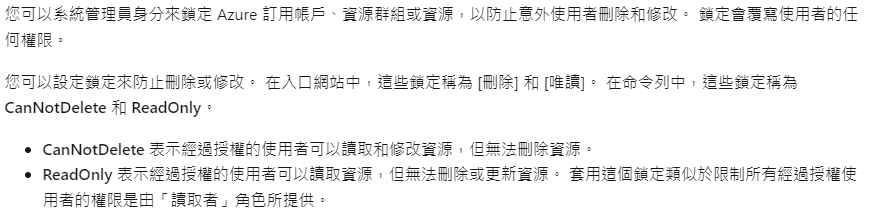 您可以系統管理員身分來鎖定 Azure 訂用帳戶、資源群組或資源，以防止意外使用者刪除和修改。 鎖定會覆寫使用者的任
何權限。
您可以設定鎖定來防止刪除或修改。 在入口網站中，這些鎖定稱為 [刪除] 和 [唯讀]。 在命令列中，這些鎖定稱為
CanNotDelete 和 ReadOnly。
• CanNotDelete 表示經過授權的使用者可以讀取和修改資源，但無法刪除資源。
• ReadOnly 表示經過授權的使用者可以讀取資源，但無法刪除或更新資源。 套用這個鎖定類似於限制所有經過授權使
用者的權限是由「讀取者」角色所提供。